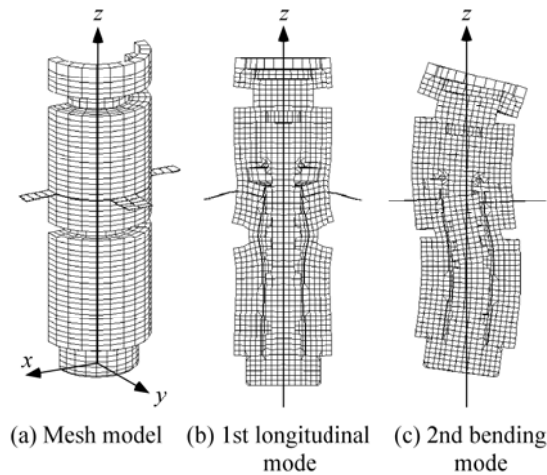 z
z
z
x
y
(a) Mesh model
(b) 1st longitudinal
mode
(c) 2nd bending
mode